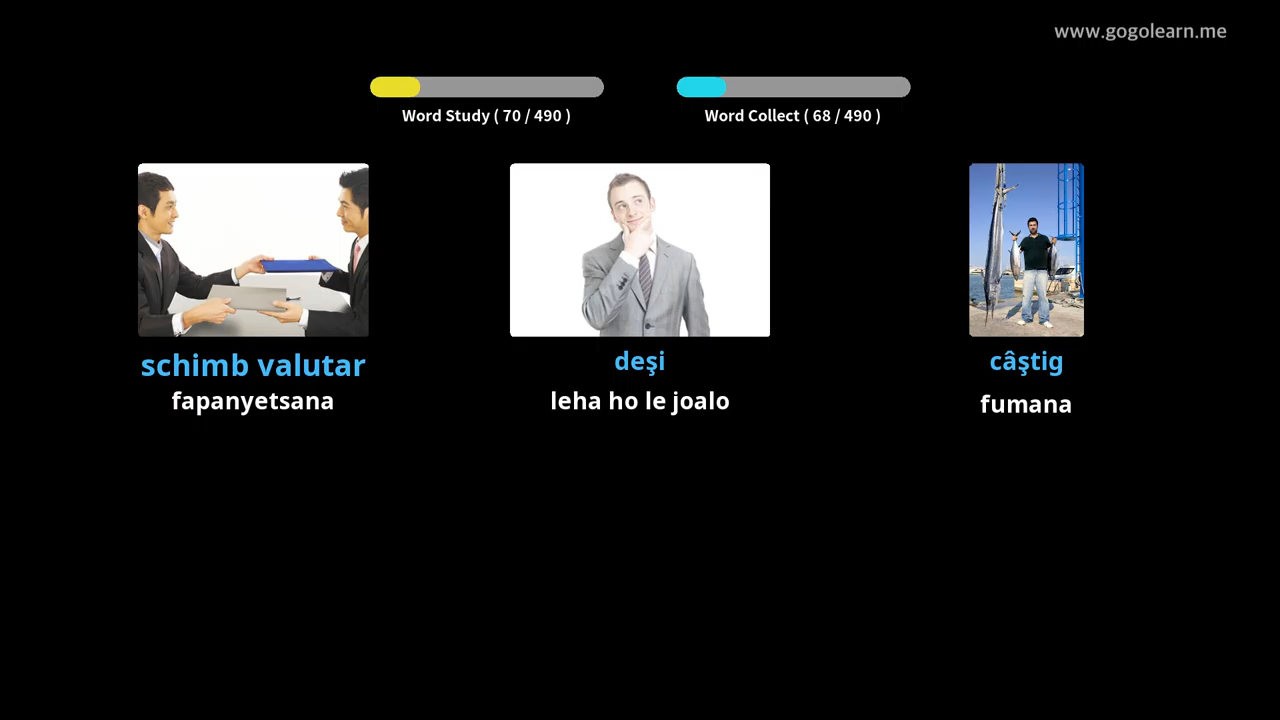 www.gogolearn.me
Word Study ( 70 / 490 )
Word Collect ( 68 / 490 )
schimb valutar
fapanyetsana
deşi
leha ho le joalo
câştig
fumana